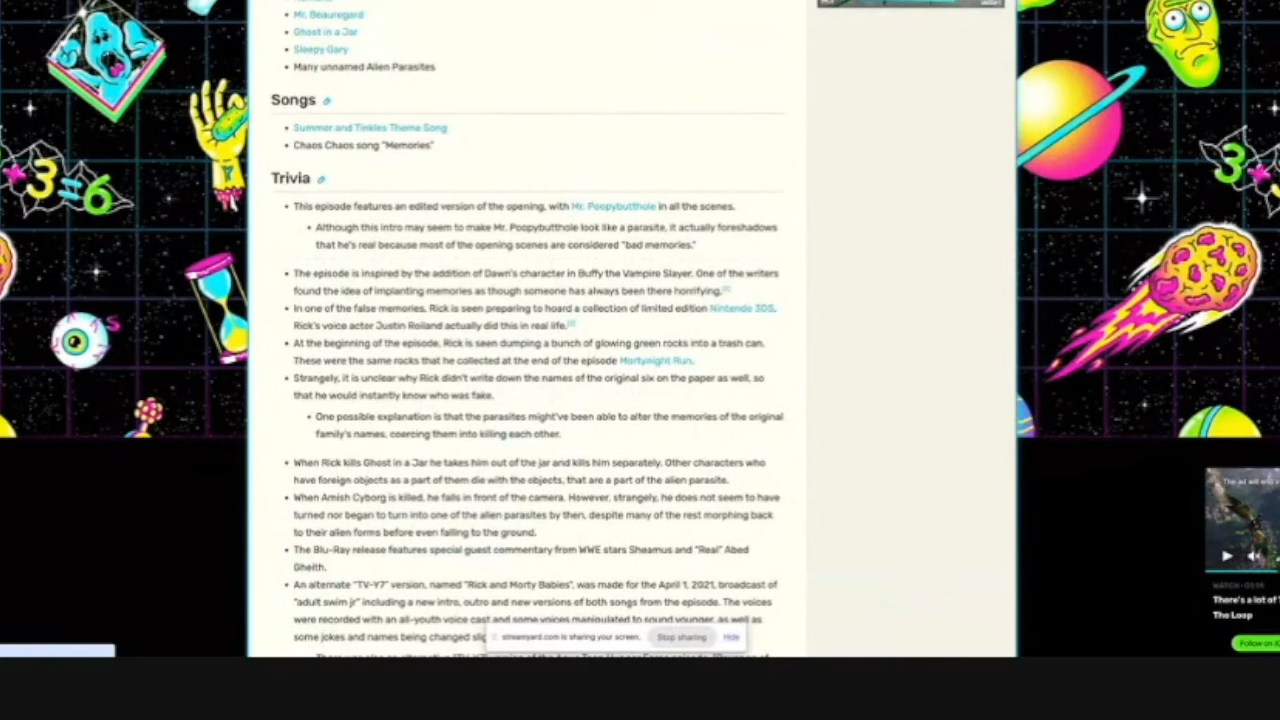 Mr. Beauregard
Ghost in a Jar
Sleepy Gary
Many unnamed Alien Parasites
Songs
Summer and Tinkles Theme Song
Chaos Chaos song "Memories"
Trivia
This episode features an edited version of the opening, with Mr. Poopybutthole in all the scenes.
Although this intro may seem to make Mr. Poopybutthole look like a parasite, it actually foreshadows
that he's real because most of the opening scenes are considered "bad memories."
The episode is inspired by the addition of Dawn's character in Buffy the Vampire Slayer. One of the writers
found the idea of implanting memories as though someone has always been there horrifying.
In one of the false memories, Rick is seen preparing to hoard a collection of limited edition Nintendo 3DS.
Rick's voice actor Justin Roiland actually did this in real life.
At the beginning of the episode, Rick is seen dumping a bunch of glowing green rocks into a trash can.
These were the same rocks that he collected at the end of the episode Mortynight Run.
Strangely, it is unclear why Rick didn't write down the names of the original six on the paper as well, so
that he would instantly know who was fake.
One possible explanation is that the parasites might've been able to alter the memories of the original
family's names, coercing them into killing each other.
When Rick kills Ghost in a Jar he takes him out of the jar and kills him separately. Other characters who
have foreign objects as a part of them die with the objects, that are a part of the alien parasite.
When Amish Cyborg is killed, he falls in front of the camera. However, strangely, he does not seem to have
turned nor began to turn into one of the alien parasites by then, despite many of the rest morphing back
to their alien forms before even falling to the ground.
The Blu-Ray release features special guest commentary from WWE stars Sheamus and "Real" Abed
Gheith.
An alternate "TV-Y7" version, named "Rick and Morty Babies", was made for the April 1, 2021, broadcast of
"adult swim jr" including a new intro, outro and new versions of both songs from the episode. The voices
were recorded with an all-youth voice cast and some voices manipulated to sound younger, as well as
some jokes and names being changed
streamyard.com is sharing your screen.
Stop sharing
Hide
3=6
3
The ad will end
WATCH
There's a lot of
The Loop
Follow on